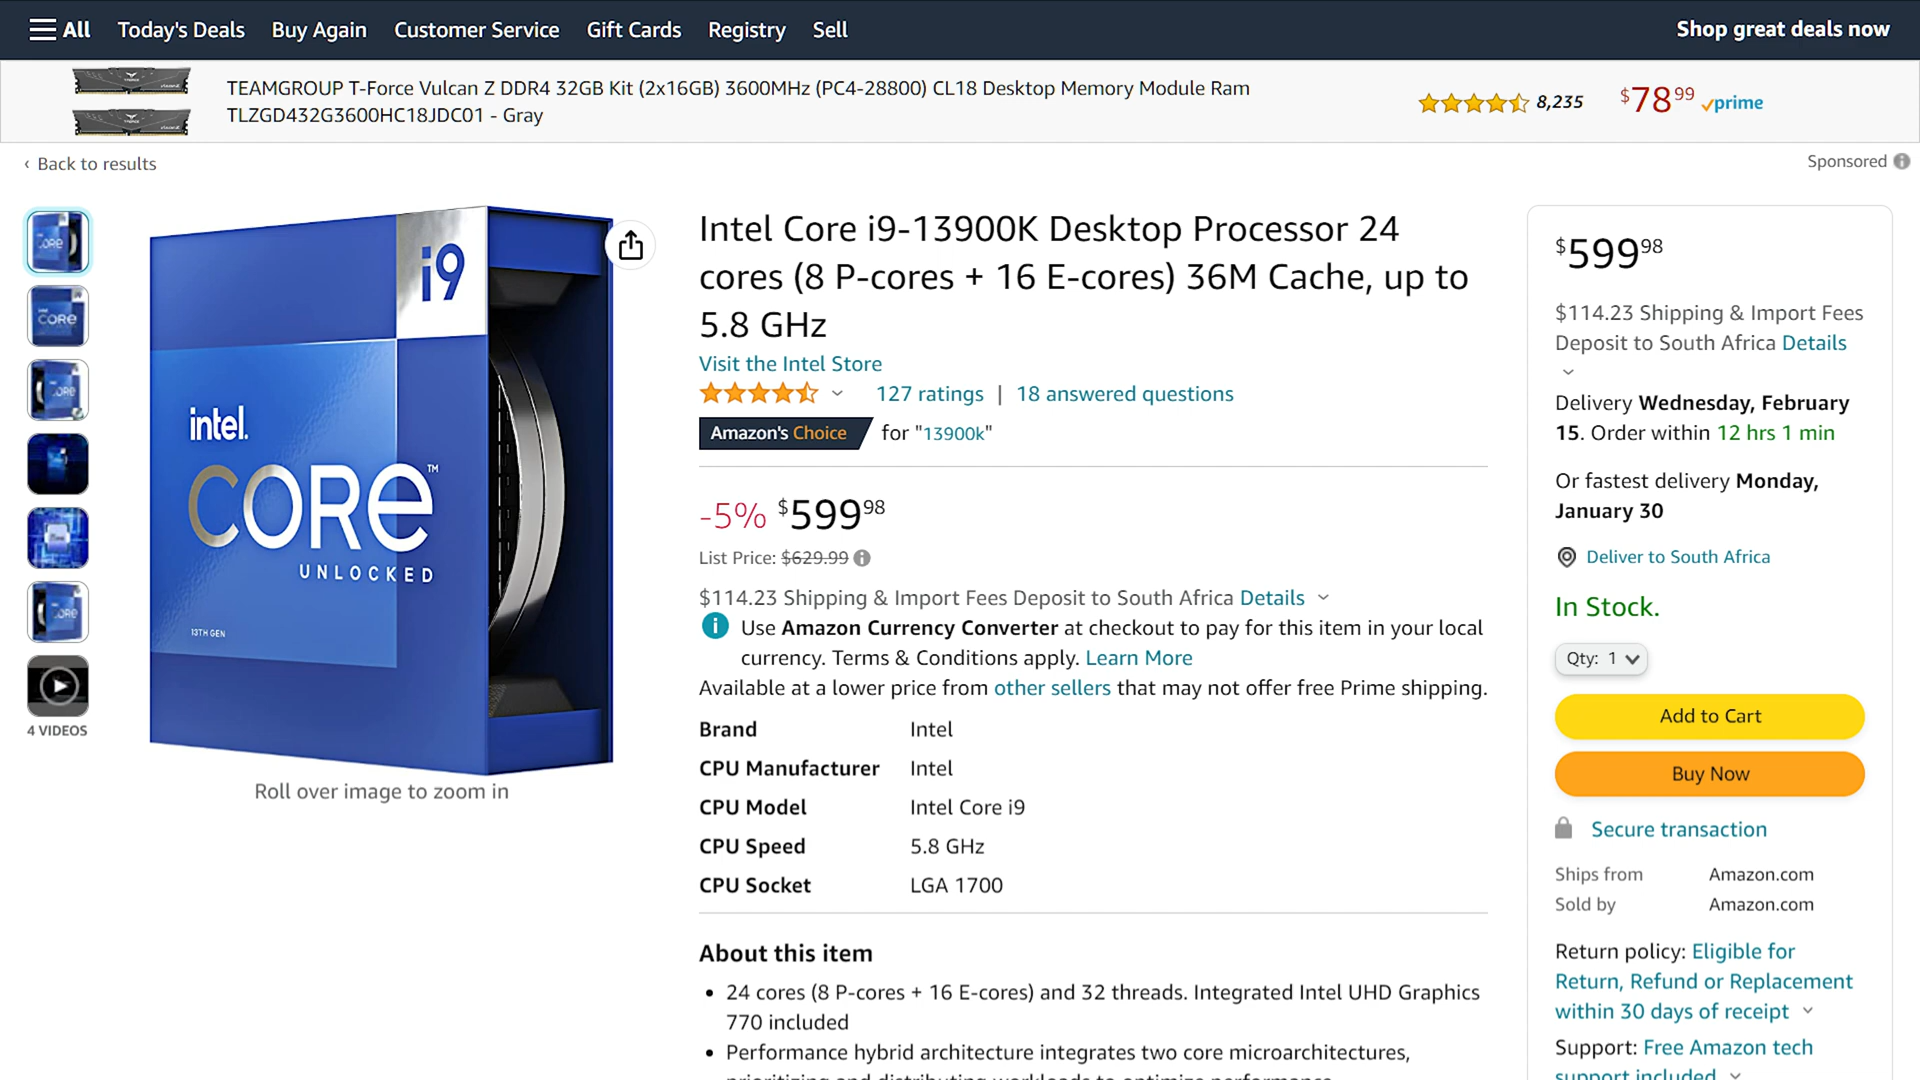 All Today's Deals Buy Again Customer Service Gift Cards Registry Sell Shop great deals now
TEAMGROUP T-Force Vulcan Z DDR4 32GB Kit (2x16GB) 3600MHz (PC4-28800) CL18 Desktop Memory Module Ram
TLZGD432G3600HC18JDC01 - Gray
8,235 $78 99 prime
‹ Back to results
Sponsored
i9
intel.
CORE™
UNLOCKED
13TH GEN
4 VIDEOS
Roll over image to zoom in
Intel Core i9-13900K Desktop Processor 24
cores (8 P-cores + 16 E-cores) 36M Cache, up to
5.8 GHz
Visit the Intel Store
127 ratings | 18 answered questions
Amazon's Choice for "13900k"
-5% $599 98
List Price: $629.99
$114.23 Shipping & Import Fees Deposit to South Africa Details
Use Amazon Currency Converter at checkout to pay for this item in your local
currency. Terms & Conditions apply. Learn More
Available at a lower price from other sellers that may not offer free Prime shipping.
Brand Intel
CPU Manufacturer Intel
CPU Model Intel Core i9
CPU Speed 5.8 GHz
CPU Socket LGA 1700
About this item
• 24 cores (8 P-cores + 16 E-cores) and 32 threads. Integrated Intel UHD Graphics
770 included
• Performance hybrid architecture integrates two core microarchitectures,
prioritizing and distributing workloads to optimize performance
$599 98
$114.23 Shipping & Import Fees
Deposit to South Africa Details
Delivery Wednesday, February
15. Order within 12 hrs 1 min
Or fastest delivery Monday,
January 30
Deliver to South Africa
In Stock.
Qty: 1
Add to Cart
Buy Now
Secure transaction
Ships from Amazon.com
Sold by Amazon.com
Return policy: Eligible for
Return, Refund or Replacement
within 30 days of receipt
Support: Free Amazon tech
support included